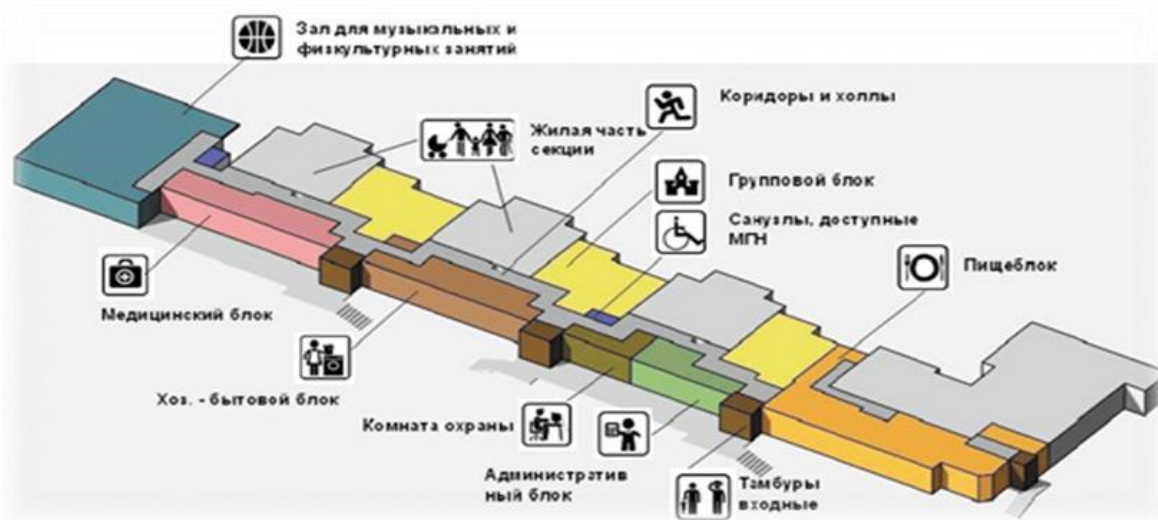 Зал для музыкальных и
физкультурных занятий
Коридоры и холлы
Жилая часть
секции
Групповой блок
Санузлы, доступные
МГН
Пищеблок
Медицинский блок
Хоз. - бытовой блок
Комната охраны
Административ
ный блок
Тамбуры
входные